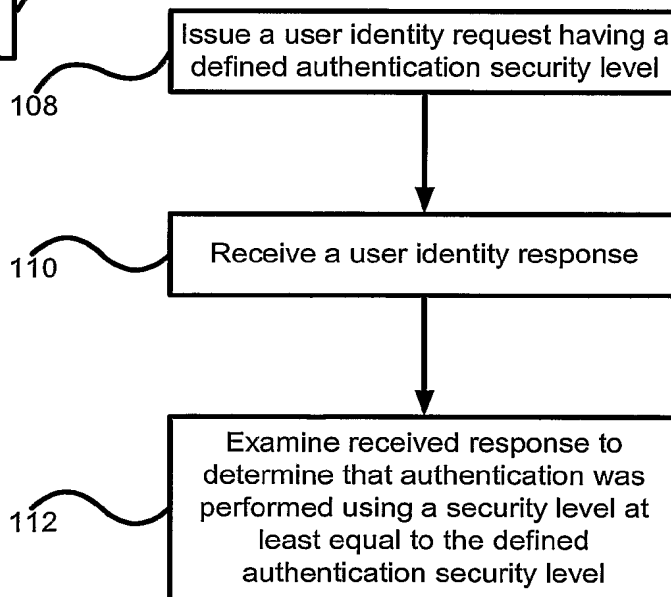 Issue a user identity request having a
defined authentication security level
108
Receive a user identity response
110
Examine received response to
determine that authentication was
performed using a security level at
least equal to the defined
authentication security level
112